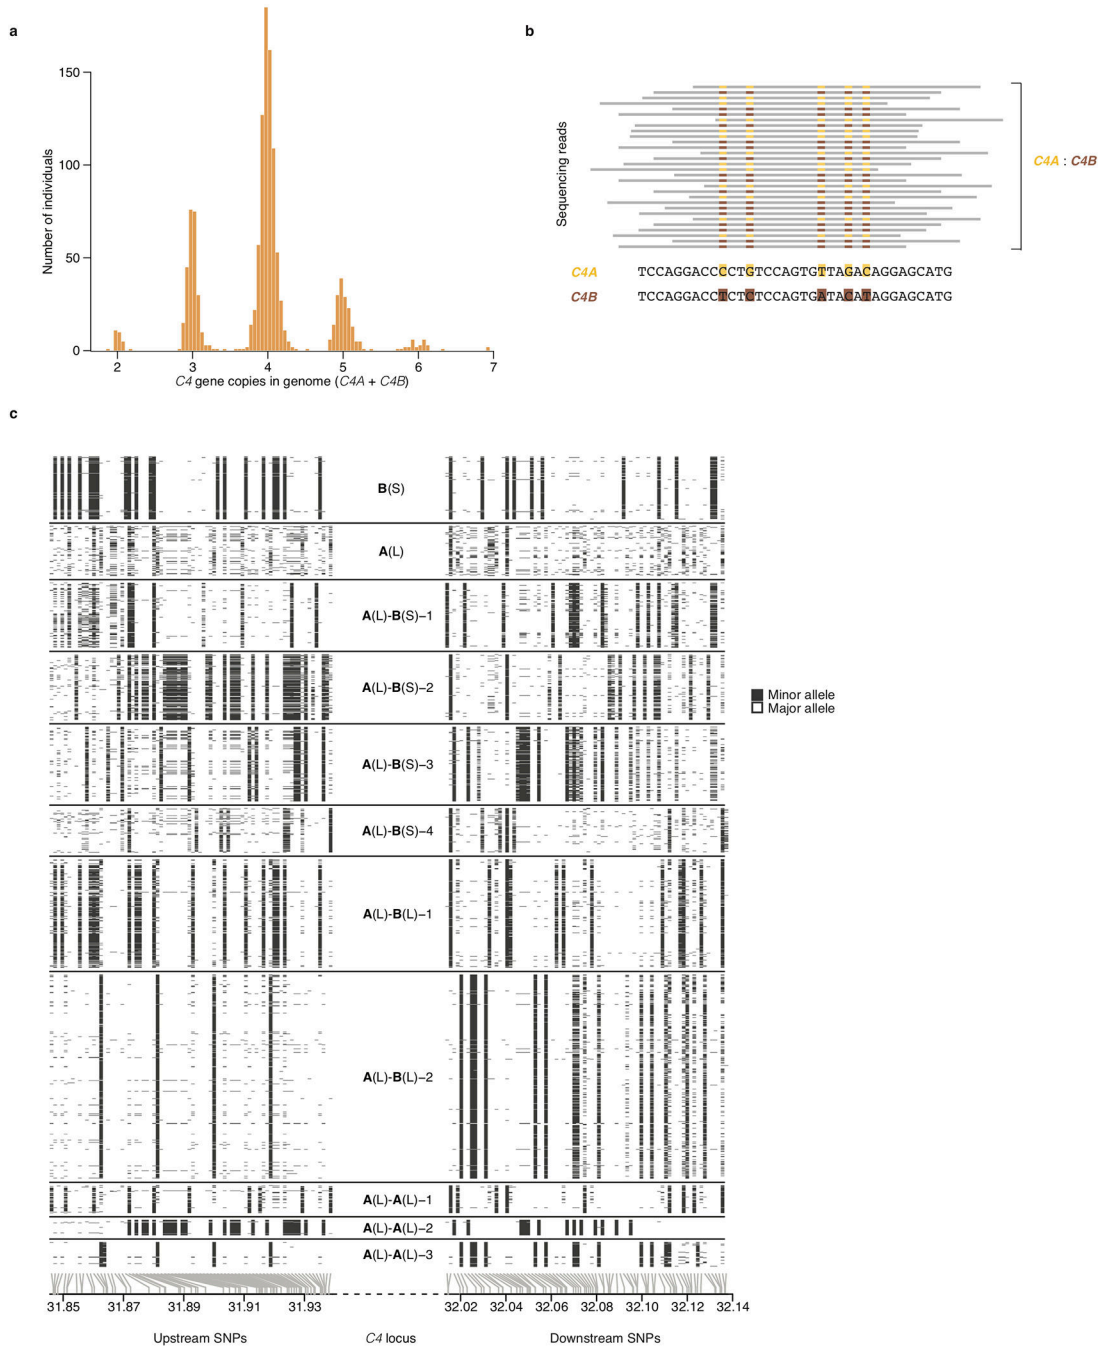 a
150
100
50
0
Number of individuals
2 3 4 5 6 7
C4 gene copies in genome (C4A + C4B)
b
Sequencing reads
C4A : C4B
C4A TCCAGGACCCCTGTCCAGTGTTAGACAGGAGCATG
C4B TCCAGGACCTCTCTCCAGTGATACATAGGAGCATG
c
B(S)
A(L)
A(L)-B(S)–1
A(L)-B(S)–2
Minor allele
Major allele
A(L)-B(S)–3
A(L)-B(S)–4
A(L)-B(L)–1
A(L)-B(L)–2
A(L)-A(L)–1
A(L)-A(L)–2
A(L)-A(L)–3
31.85 31.87 31.89 31.91 31.93 32.02 32.04 32.06 32.08 32.10 32.12 32.14
Upstream SNPs C4 locus Downstream SNPs